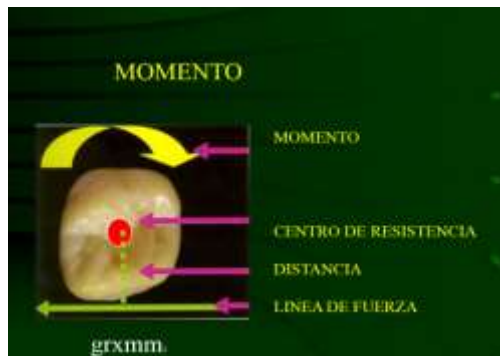 MOMENTO
MOMENTO
CENTRO DE RESISTENCIA
DISTANCIA
LINEA DE FUERZA
grxmm.